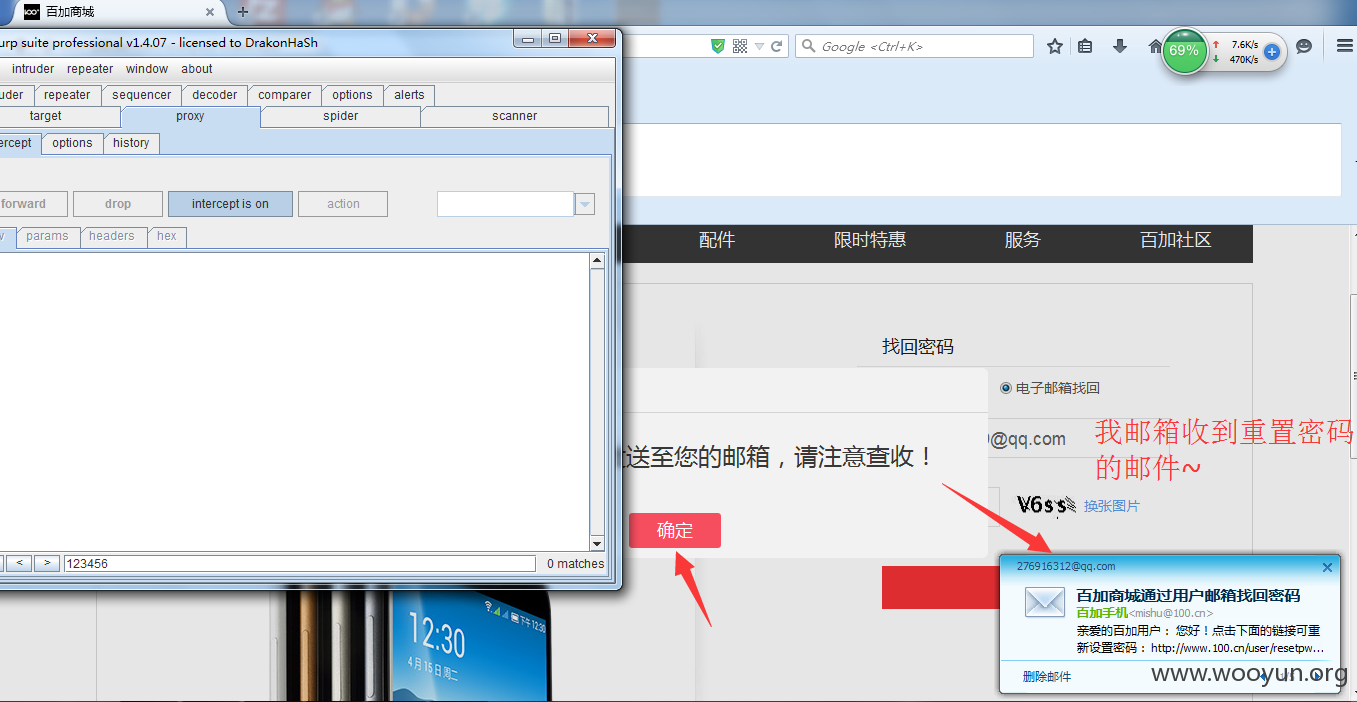 百加商城
urp suite professional v1.4.07 - licensed to DrakonHaSh
intruder repeater window about
uder repeater sequencer decoder comparer options alerts
target proxy spider scanner
ercept options history
forward drop intercept is on action
params headers hex
< > 123456 0 matches
Google <Ctrl+K>
69% 7.6K/s
470K/s
配件 限时特惠 服务 百加社区
找回密码
电子邮箱找回
@qq.com
送至您的邮箱，请注意查收！
确定
V6ss 换张图片
我邮箱收到重置密码
的邮件~
276916312@qq.com
百加商城通过用户邮箱找回密码
百加手机<mishu@100.cn>
亲爱的百加用户： 您好！点击下面的链接可重
新设置密码： http://www.100.cn/user/resetpw...
删除邮件
www.wooyun.org
12:30
4月15日周二
下午12:30